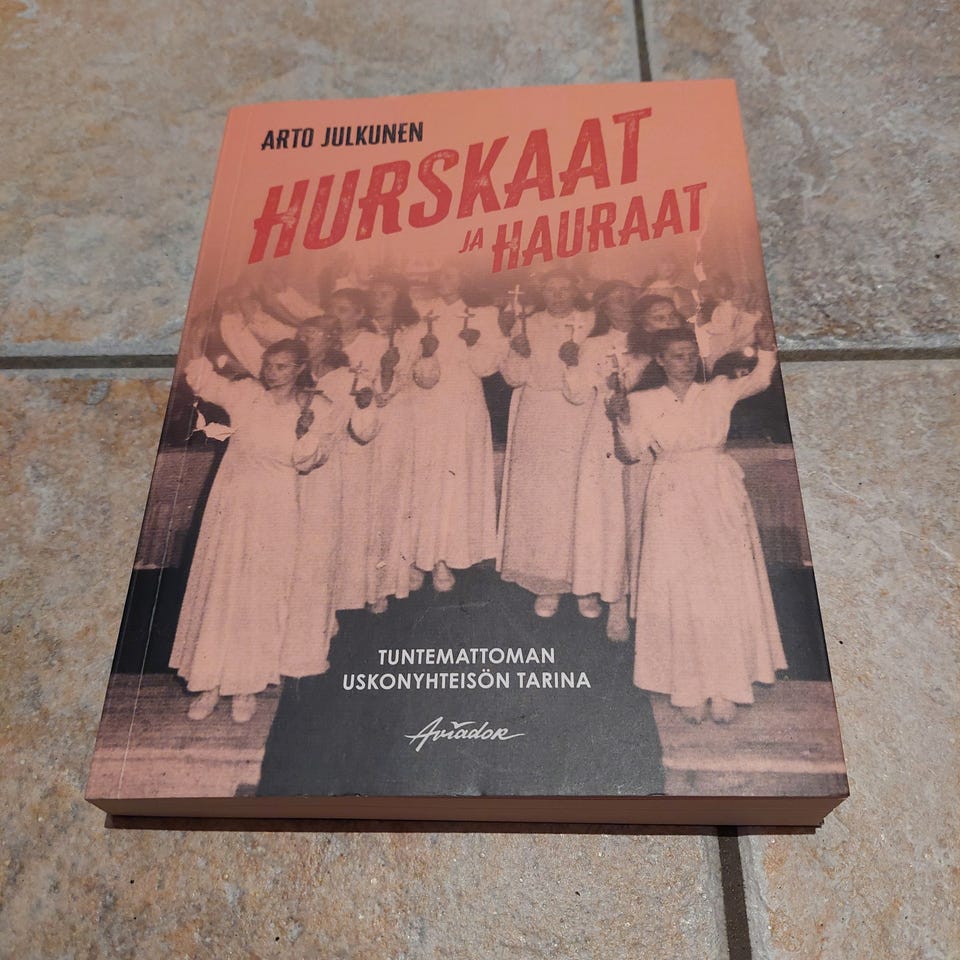 ARTO JULKUNEN
HURSKAAT
JA HAURAAT
TUNTEMATTOMAN
USKONYHTEISÖN TARINA
Aviador